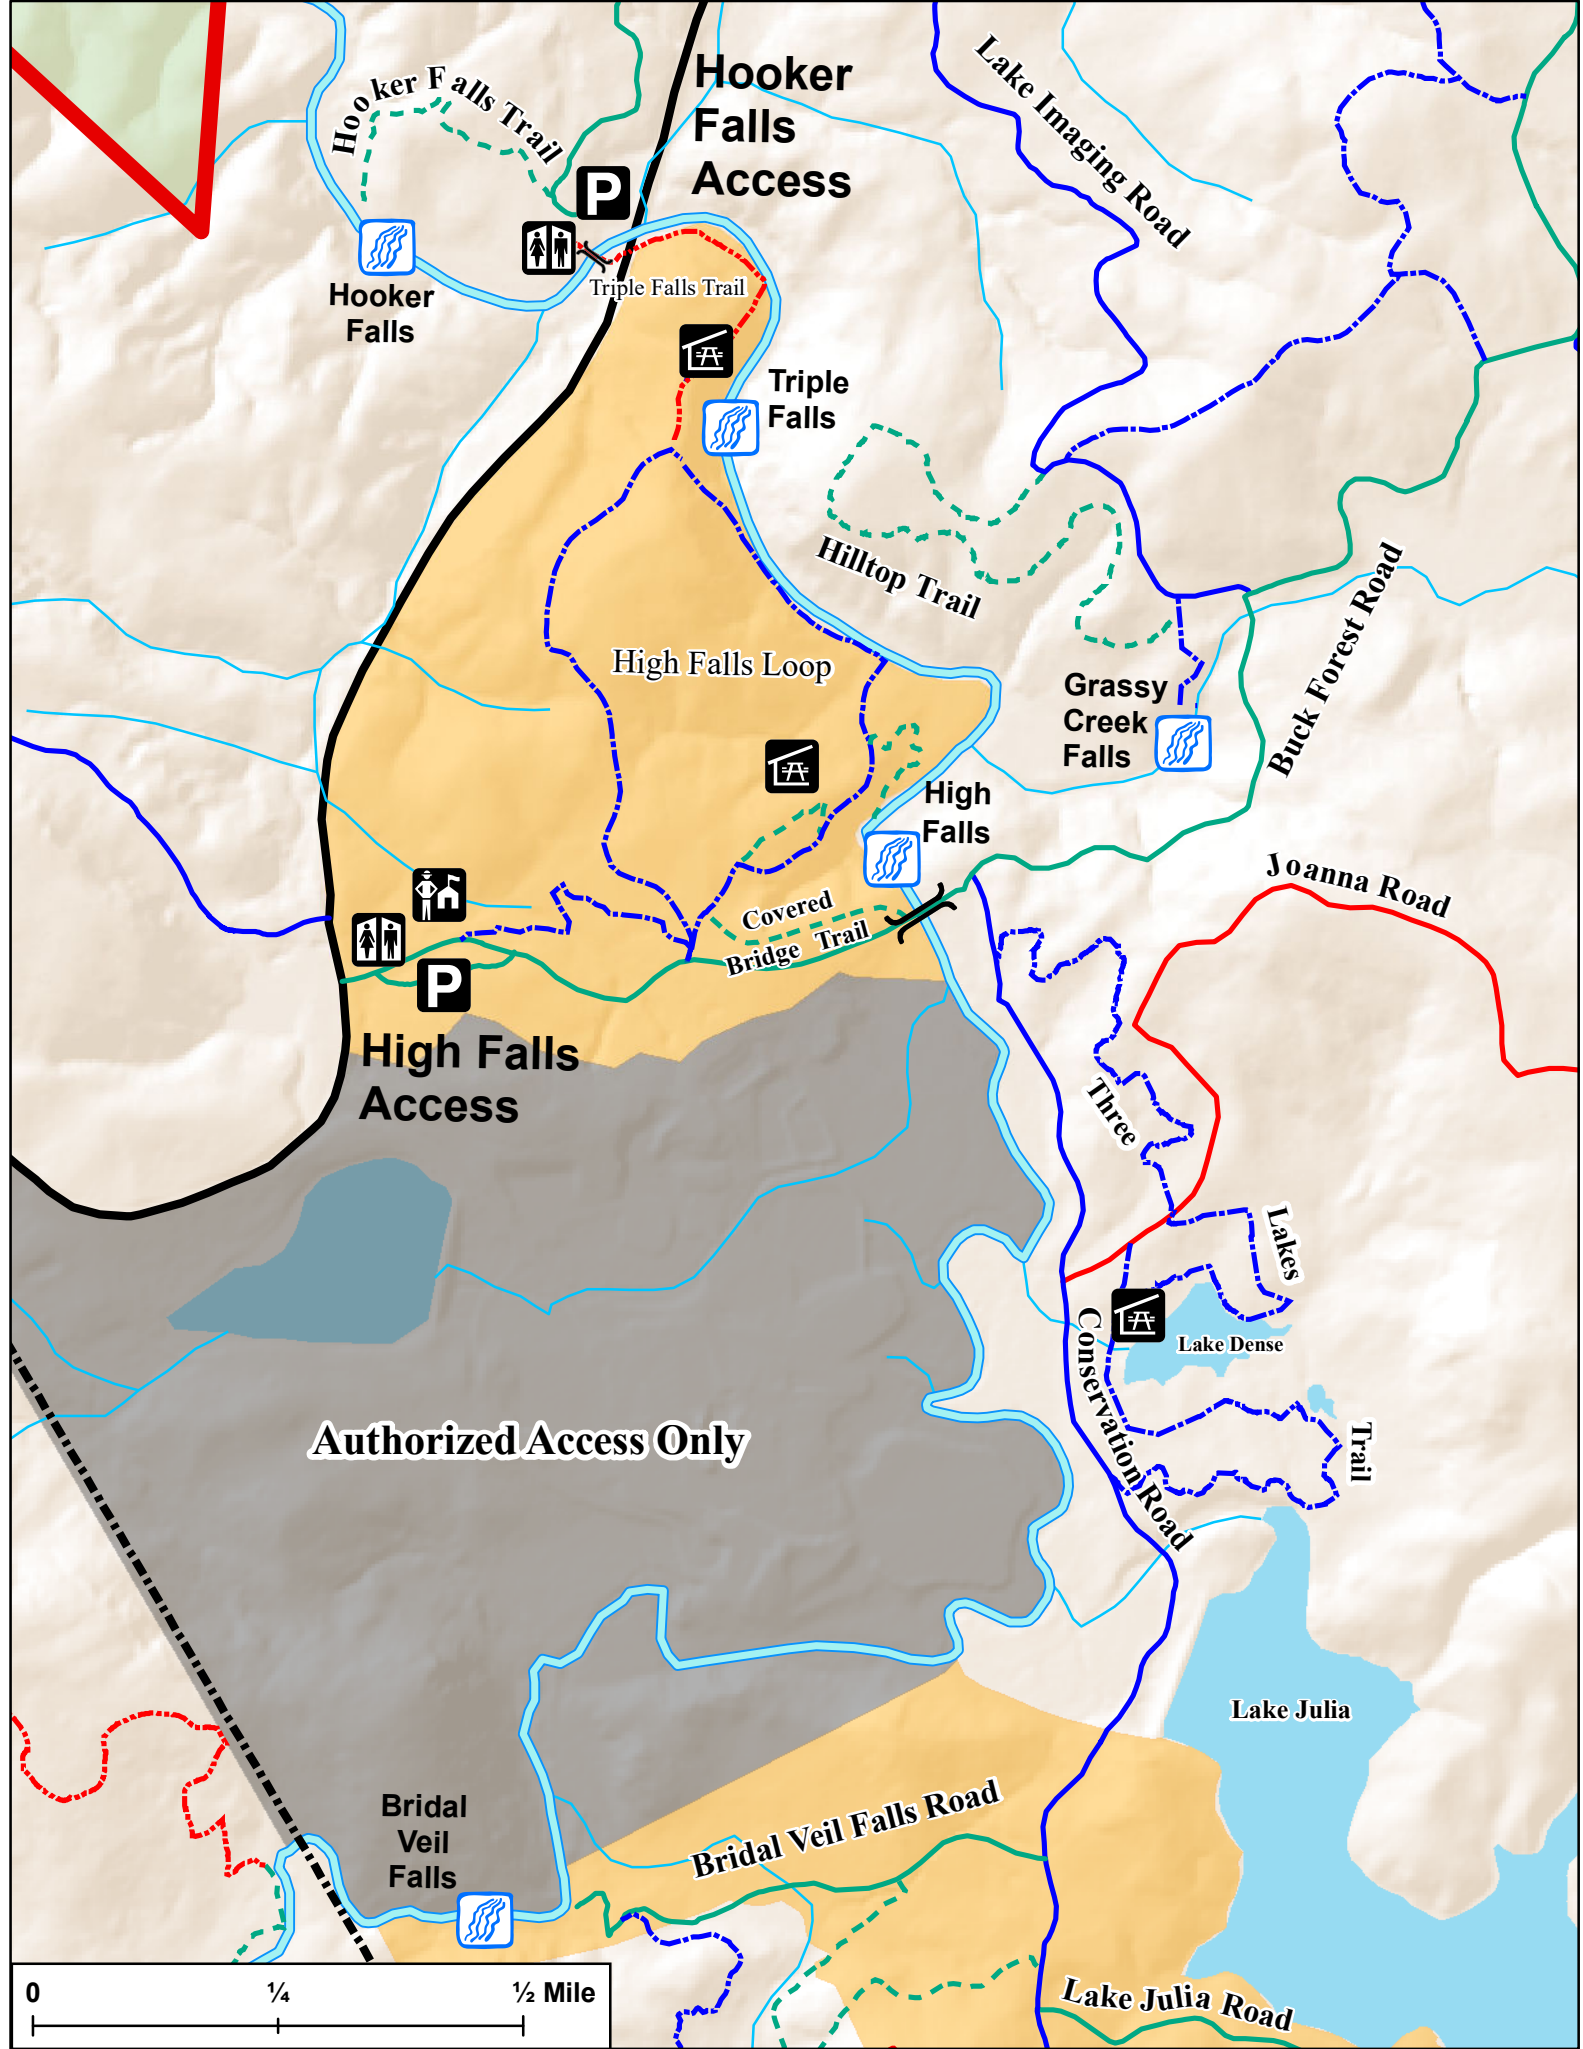 Hooker Falls Trail
Hooker
Falls
Access
Lake Imaging Road
P
Hooker
Falls
Triple Falls Trail
Triple
Falls
Hilltop Trail
High Falls Loop
Grassy
Creek
Falls
Buck Forest Road
High
Falls
Joanna Road
Covered
Bridge Trail
P
High Falls
Access
Three
Lakes
Trail
Lake Dense
Conservation Road
Authorized Access Only
Lake Julia
Bridal
Veil
Falls
Bridal Veil Falls Road
Lake Julia Road
0 ¼ ½ Mile